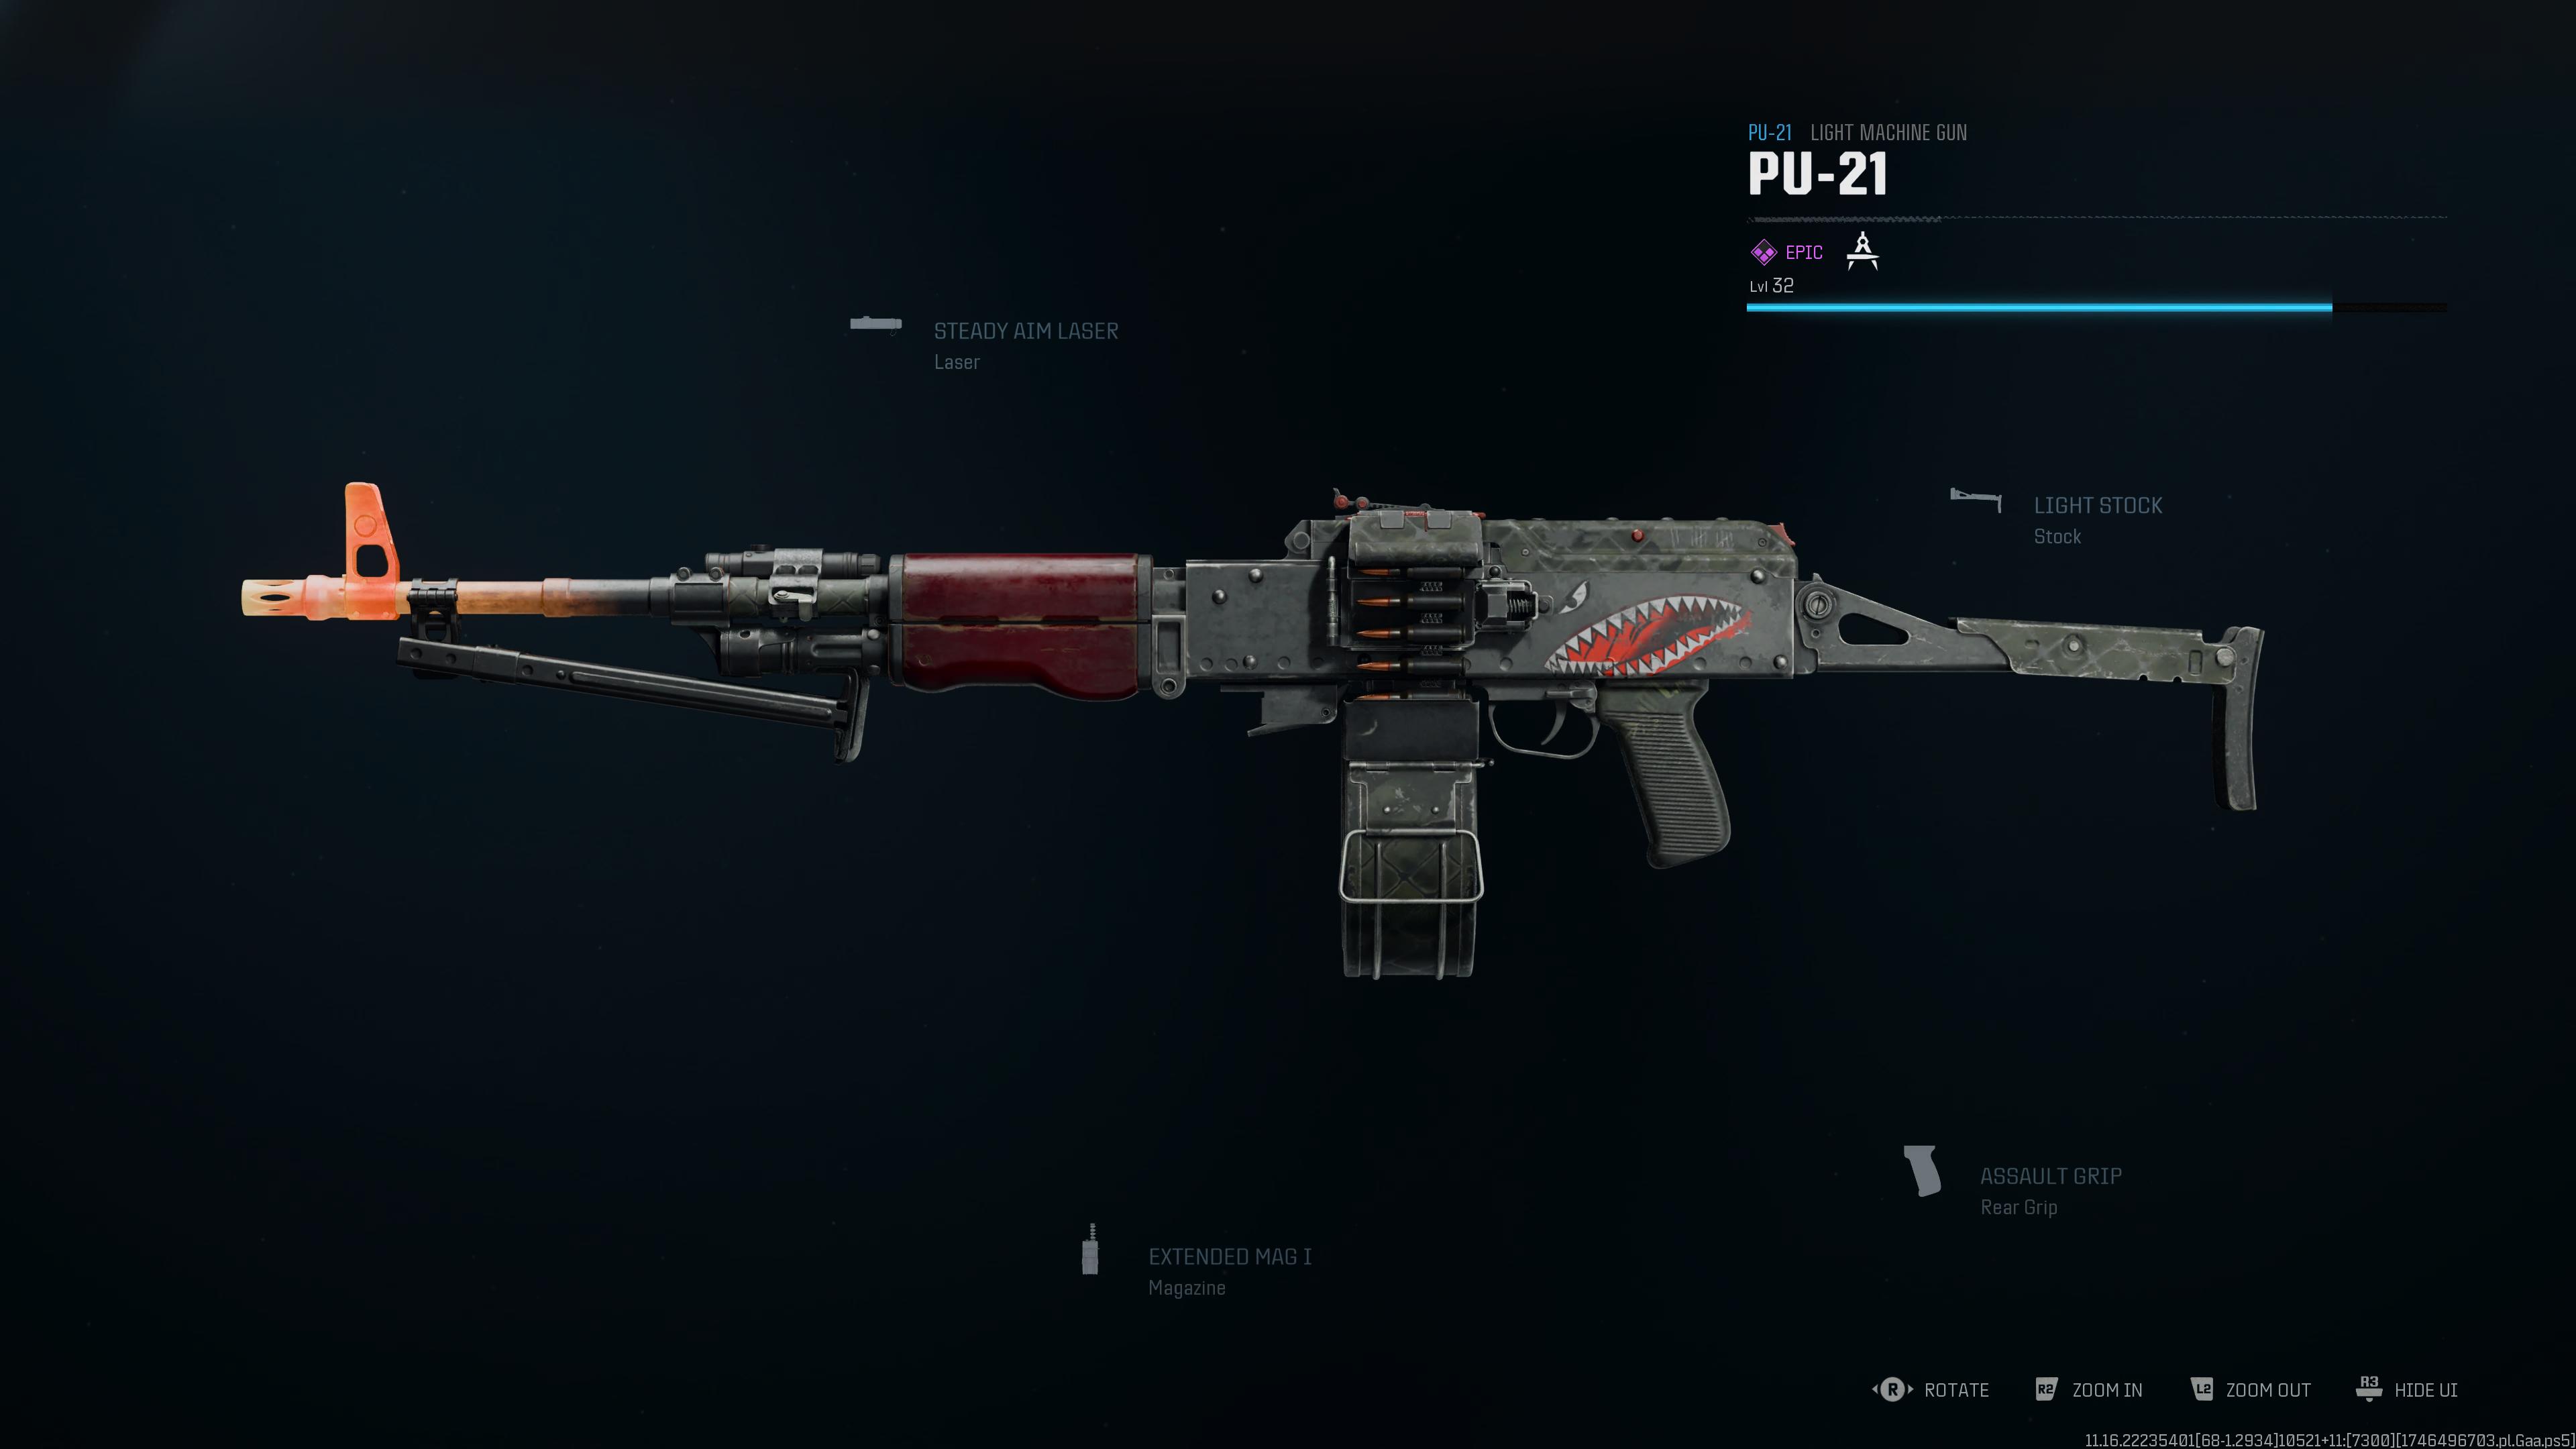 PU-21 LIGHT MACHINE GUN
PU-21
EPIC
Lvl 32
STEADY AIM LASER
Laser
LIGHT STOCK
Stock
ASSAULT GRIP
Rear Grip
EXTENDED MAG I
Magazine
R ROTATE R2 ZOOM IN L2 ZOOM OUT R3 HIDE UI
11.16.22235401[68-1.2934]10521+11:[7300][1746496703.pl.Gaa.ps5]